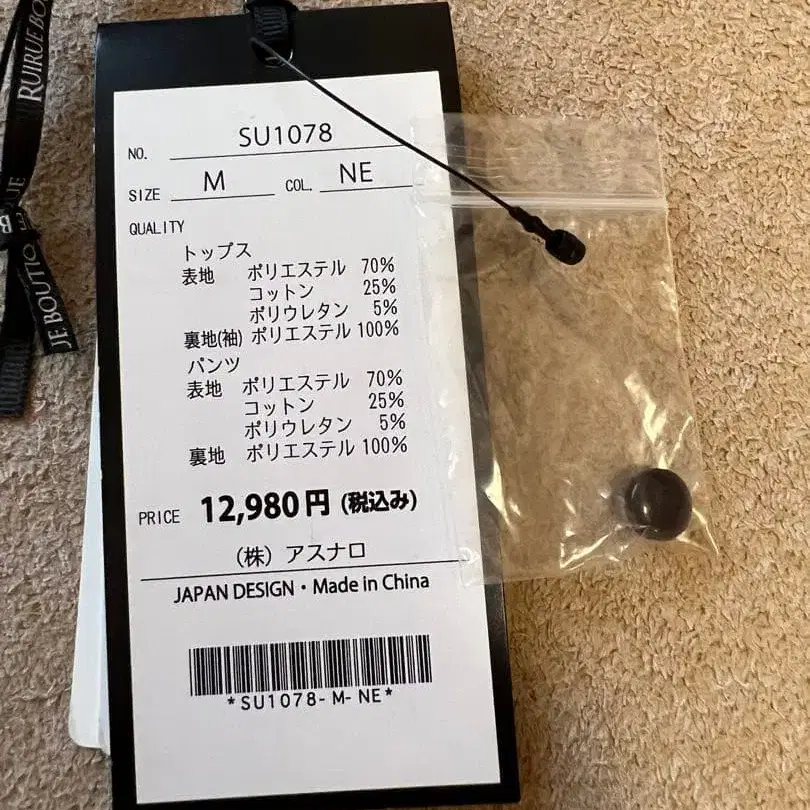 RUIRUE BO
JE BOUTIQ
NO. SU1078
SIZE M COL. NE
QUALITY
トップス
表地 ポリエステル 70%
コットン 25%
ポリウレタン 5%
裏地(袖) ポリエステル 100%
パンツ
表地 ポリエステル 70%
コットン 25%
ポリウレタン 5%
裏地 ポリエステル 100%
PRICE 12,980円 (税込み)
(株) アスナロ
JAPAN DESIGN・Made in China
*SU1078-M-NE*